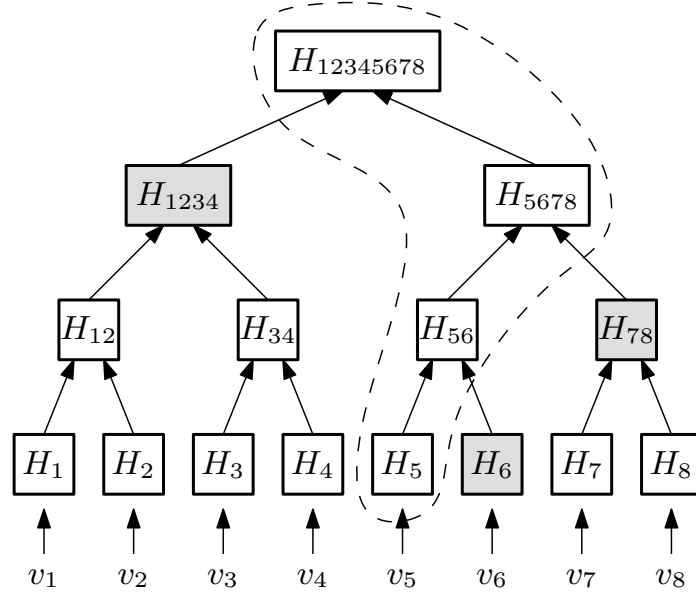 H₁₂₃₄₅₆₇₈
H₁₂₃₄ H₅₆₇₈
H₁₂ H₃₄ H₅₆ H₇₈
H₁ H₂ H₃ H₄ H₅ H₆ H₇ H₈
v₁ v₂ v₃ v₄ v₅ v₆ v₇ v₈